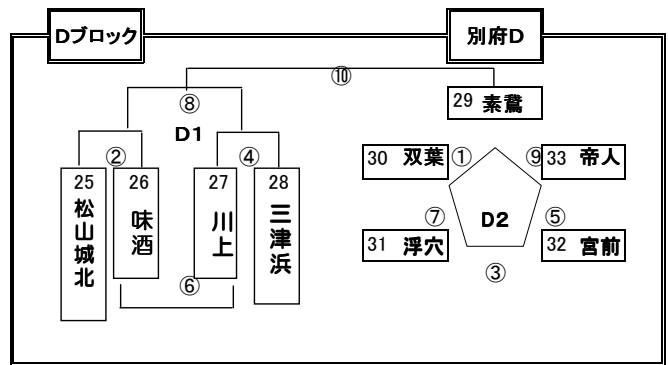 Dブロック
別府D
⑩
29 素鵞
⑧
D1
② ④
25 松山城北
26 味酒
27 川上
28 三津浜
⑥
30 双葉
①
⑨
33 帝人
⑦
D2
⑤
31 浮穴
32 宮前
③